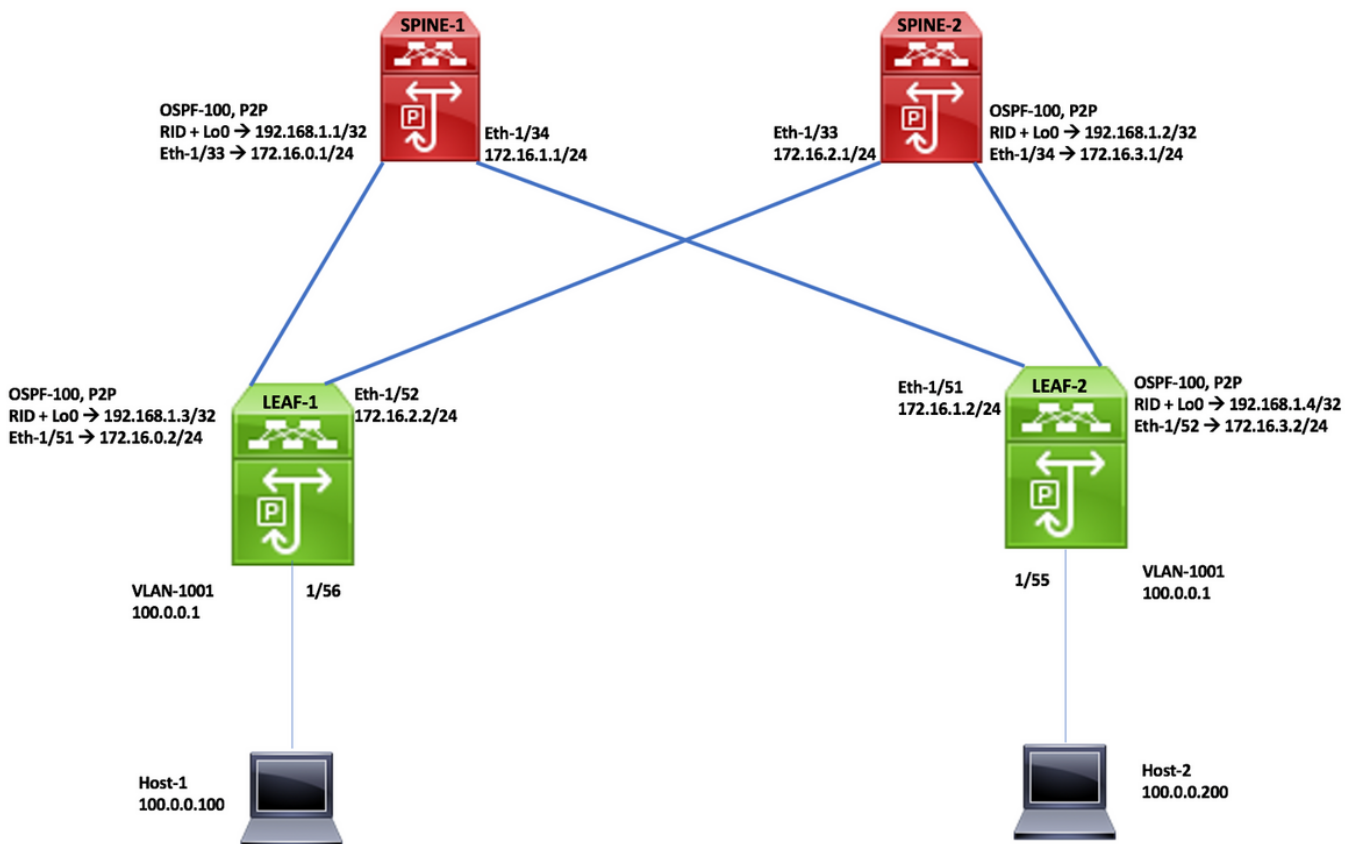 SPINE-1
SPINE-2
OSPF-100, P2P
RID + Lo0 → 192.168.1.1/32
Eth-1/33 → 172.16.0.1/24
Eth-1/34
172.16.1.1/24
Eth-1/33
172.16.2.1/24
OSPF-100, P2P
RID + Lo0 → 192.168.1.2/32
Eth-1/34 → 172.16.3.1/24
P
P
OSPF-100, P2P
RID + Lo0 → 192.168.1.3/32
Eth-1/51 → 172.16.0.2/24
LEAF-1
Eth-1/52
172.16.2.2/24
Eth-1/51
172.16.1.2/24
LEAF-2
OSPF-100, P2P
RID + Lo0 → 192.168.1.4/32
Eth-1/52 → 172.16.3.2/24
P
P
VLAN-1001
100.0.0.1
1/56
1/55
VLAN-1001
100.0.0.1
Host-1
100.0.0.100
Host-2
100.0.0.200